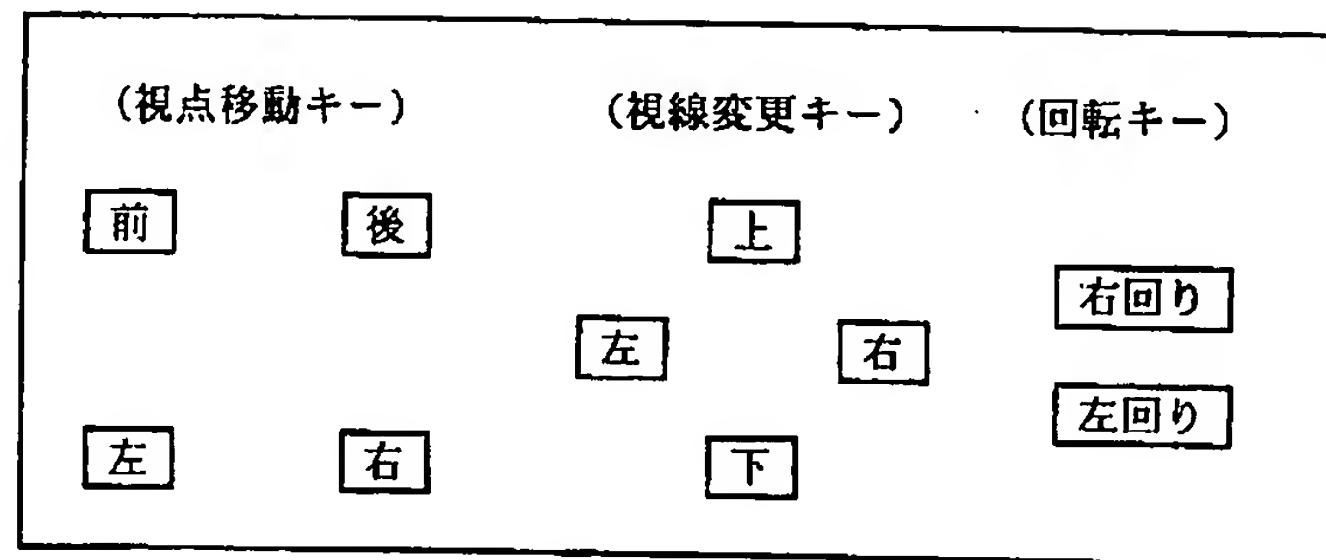 (視点移動キー) (視線変更キー) (回転キー)
前 後 上
右回り
左 右
左回り
左 右 下